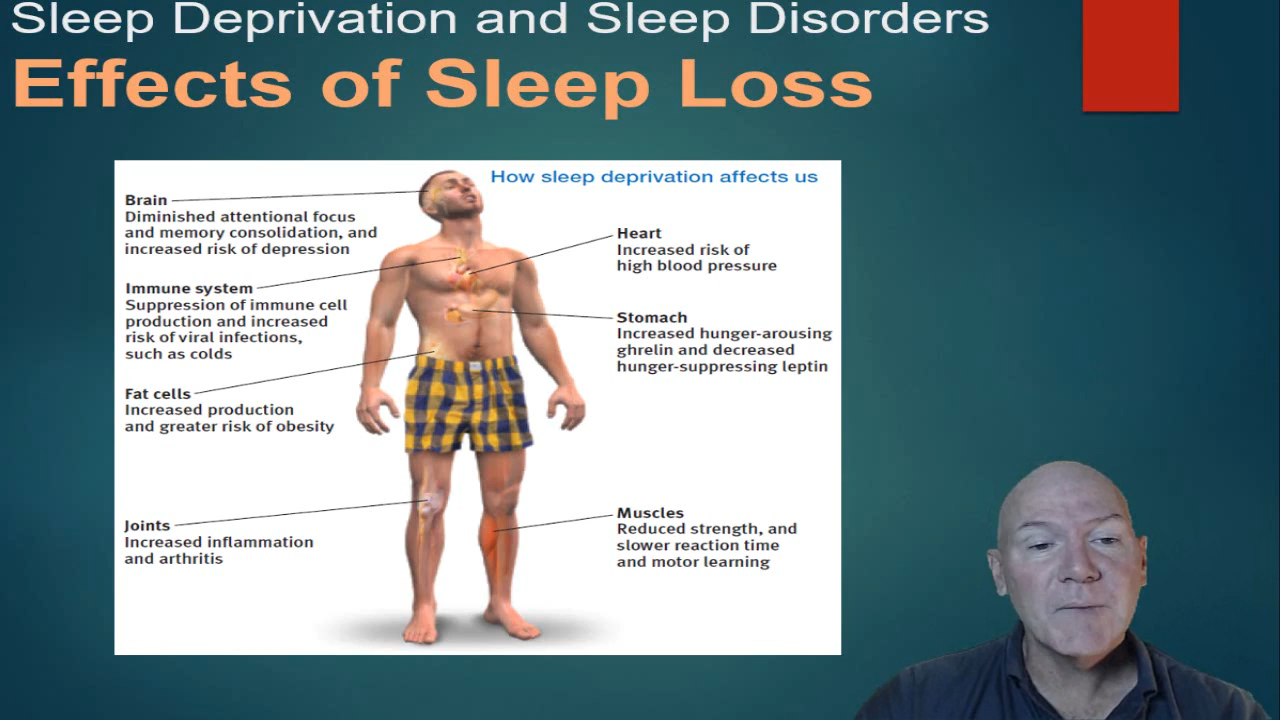 Sleep Deprivation and Sleep Disorders
Effects of Sleep Loss
How sleep deprivation affects us
Brain
Diminished attentional focus
and memory consolidation, and
increased risk of depression
Immune system
Suppression of immune cell
production and increased
risk of viral infections,
such as colds
Fat cells
Increased production
and greater risk of obesity
Joints
Increased inflammation
and arthritis
Heart
Increased risk of
high blood pressure
Stomach
Increased hunger-arousing
ghrelin and decreased
hunger-suppressing leptin
Muscles
Reduced strength, and
slower reaction time
and motor learning